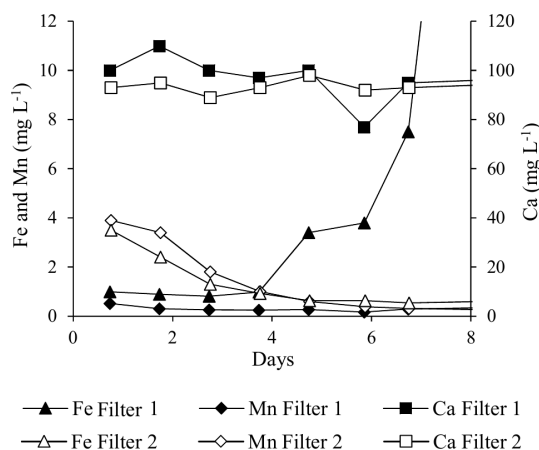 12
10
8
6
4
2
0
Fe and Mn (mg L-1)
120
100
80
60
40
20
0
Ca (mg L-1)
0 2 4 6 8
Days
Fe Filter 1 Mn Filter 1 Ca Filter 1
Fe Filter 2 Mn Filter 2 Ca Filter 2